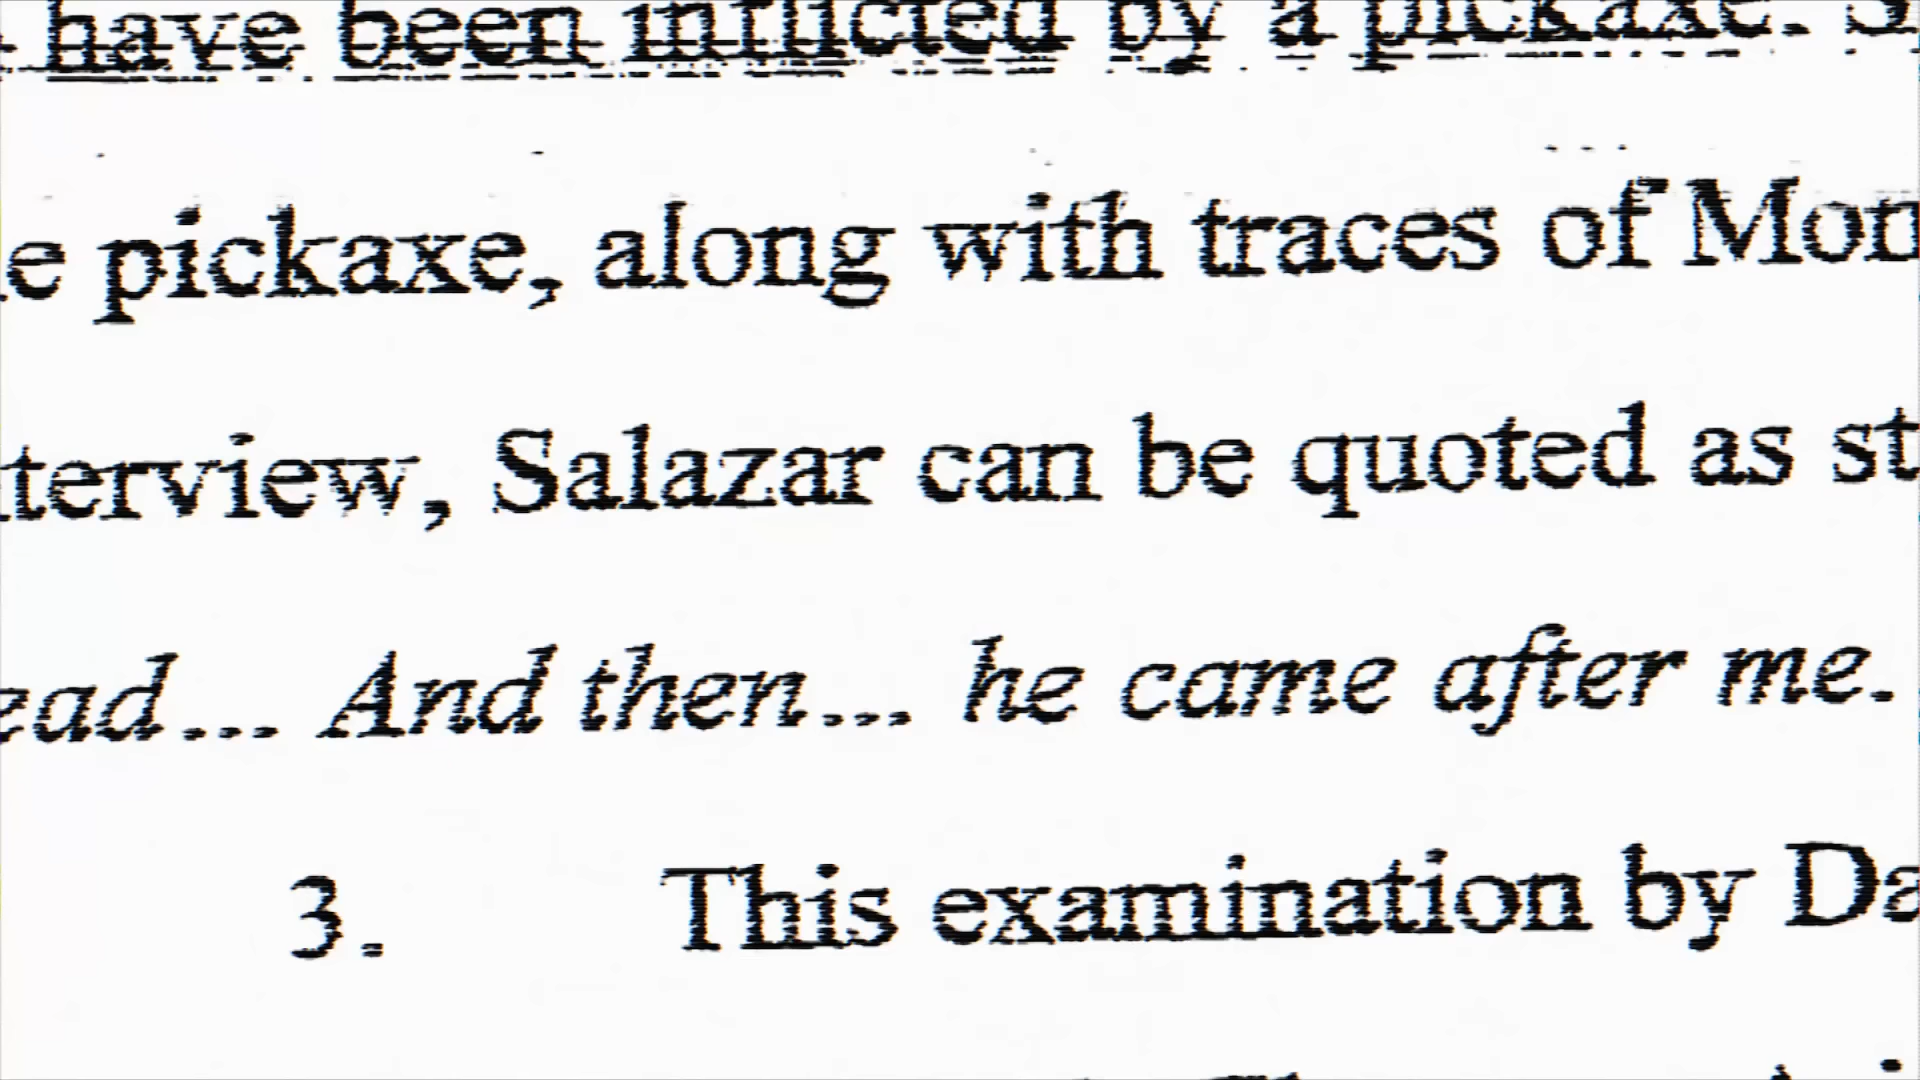 have been inflicted by a pickaxe. S
e pickaxe, along with traces of Mon
terview, Salazar can be quoted as st
ead... And then... he came after me.
3. This examination by Da